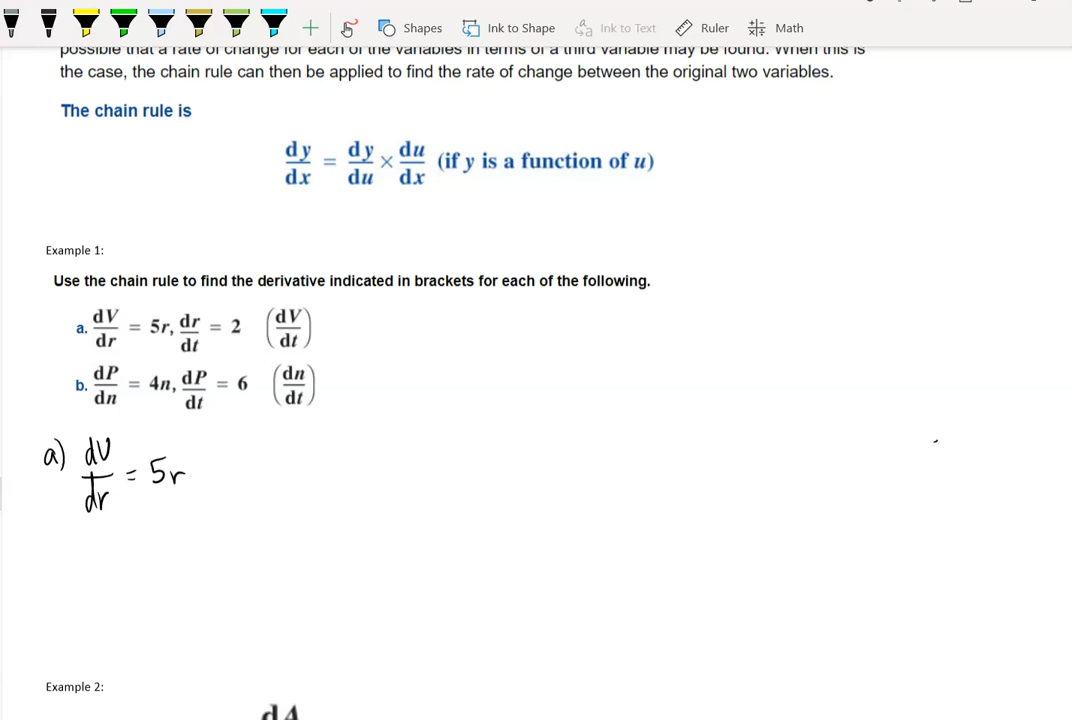 Shapes Ink to Shape Ink to Text Ruler Math
possible that a rate of change for each of the variables in terms of a third variable may be found. When this is
the case, the chain rule can then be applied to find the rate of change between the original two variables.
The chain rule is
dy/dx = dy/du × du/dx (if y is a function of u)
Example 1:
Use the chain rule to find the derivative indicated in brackets for each of the following.
a. dV/dr = 5r, dr/dt = 2 (dV/dt)
b. dP/dn = 4n, dP/dt = 6 (dn/dt)
a) dV/dr = 5r
Example 2:
dA